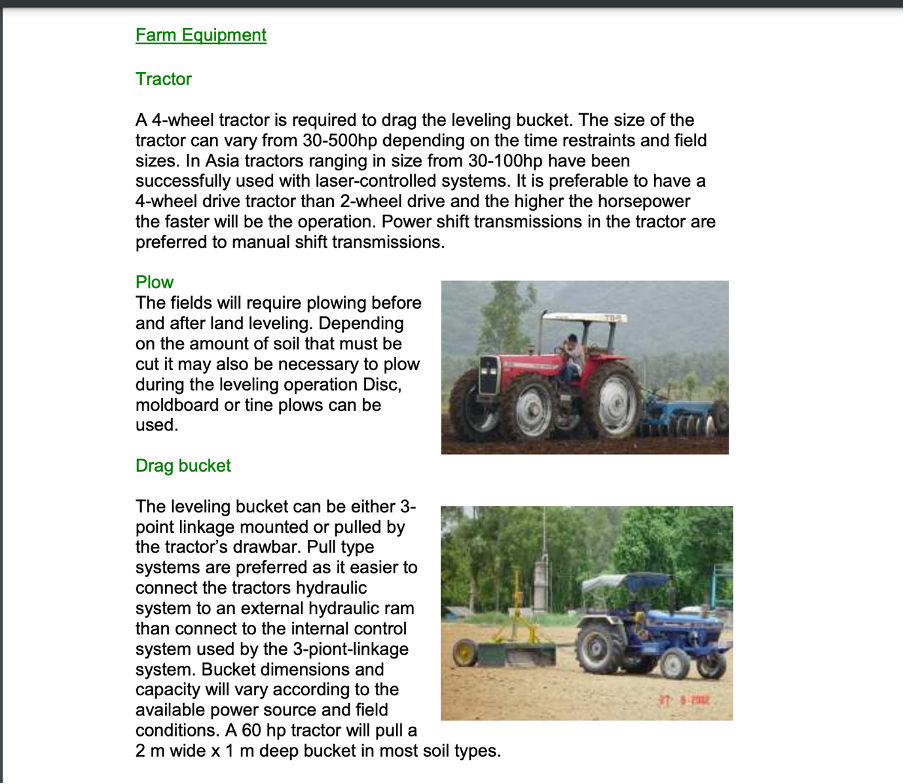 Farm Equipment
Tractor
A 4-wheel tractor is required to drag the leveling bucket. The size of the
tractor can vary from 30-500hp depending on the time restraints and field
sizes. In Asia tractors ranging in size from 30-100hp have been
successfully used with laser-controlled systems. It is preferable to have a
4-wheel drive tractor than 2-wheel drive and the higher the horsepower
the faster will be the operation. Power shift transmissions in the tractor are
preferred to manual shift transmissions.
Plow
The fields will require plowing before
and after land leveling. Depending
on the amount of soil that must be
cut it may also be necessary to plow
during the leveling operation Disc,
moldboard or tine plows can be
used.
Drag bucket
The leveling bucket can be either 3-
point linkage mounted or pulled by
the tractor's drawbar. Pull type
systems are preferred as it easier to
connect the tractors hydraulic
system to an external hydraulic ram
than connect to the internal control
system used by the 3-piont-linkage
system. Bucket dimensions and
capacity will vary according to the
available power source and field
conditions. A 60 hp tractor will pull a
2 m wide x 1 m deep bucket in most soil types.